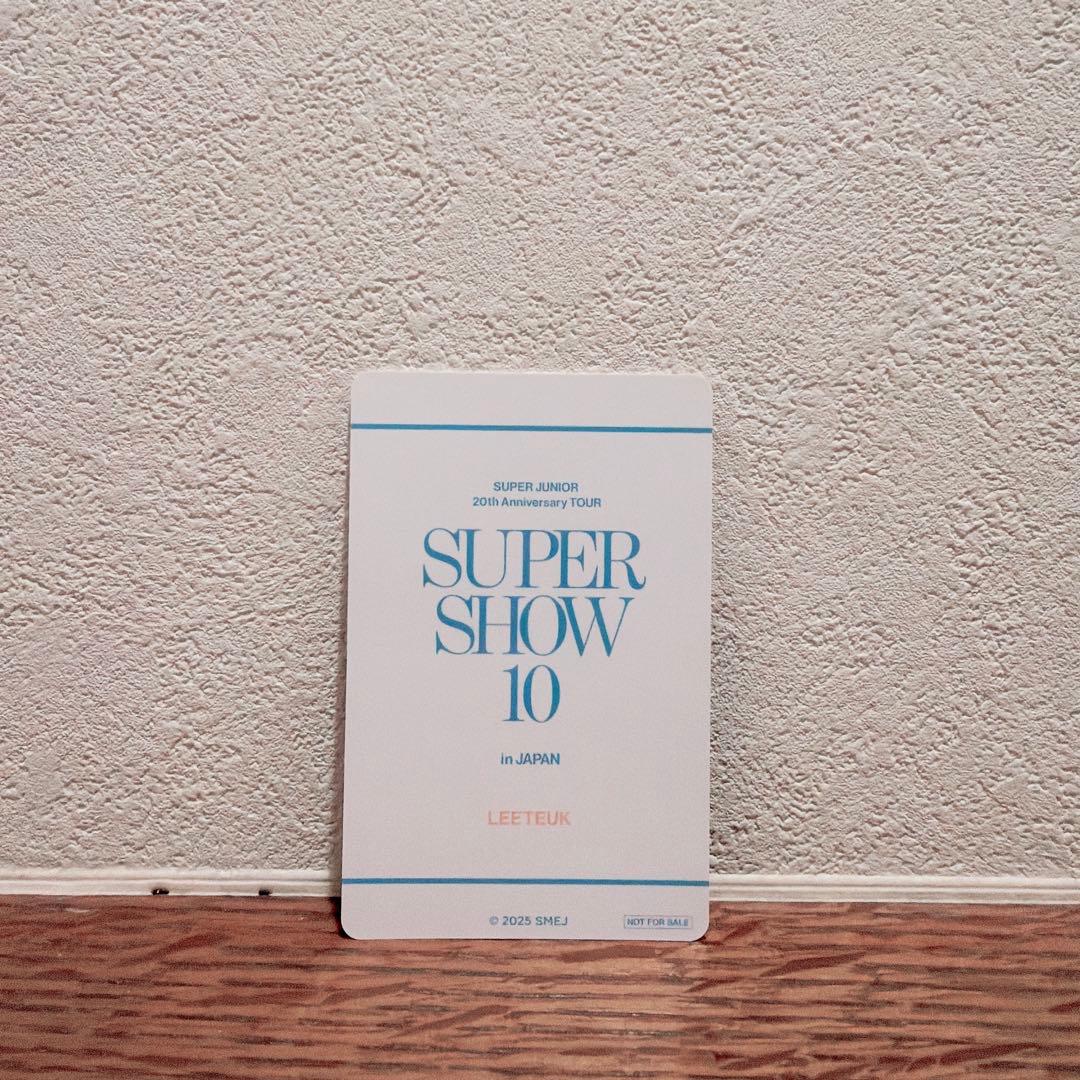 SUPER JUNIOR
20th Anniversary TOUR
SUPER
SHOW
10
in JAPAN
LEETEUK
© 2025 SMEJ
NOT FOR SALE